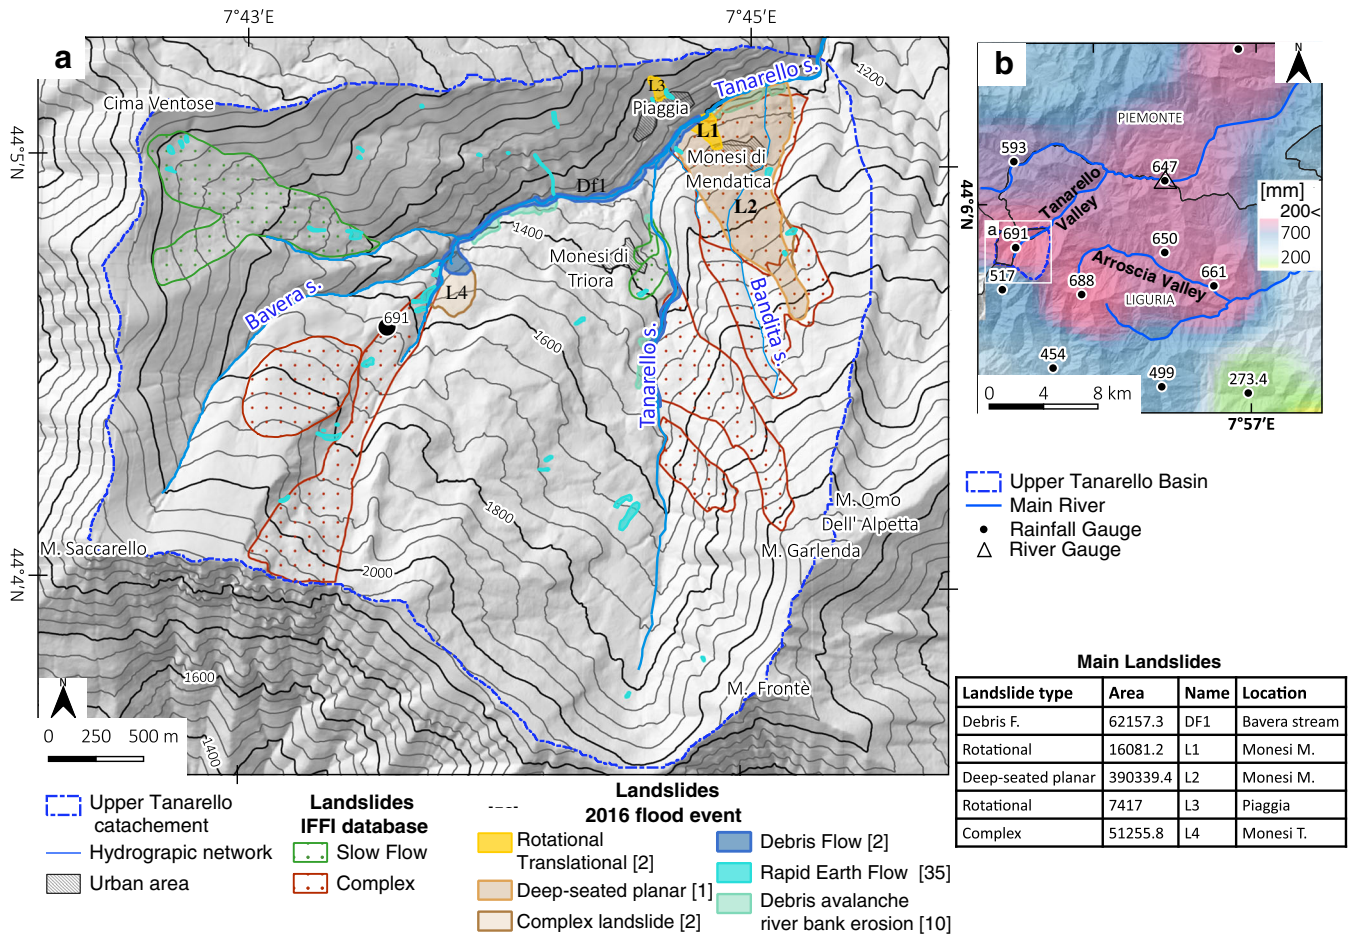 7°43′E
7°45′E
a
1200
Cima Ventose
L3
Piaggia
Tanarello s.
L1
44°5′N
Monesi di
Mendatica
Df1
L2
1400
Monesi di
Triora
L4
Bavera s.
691
1600
Bandita s.
Tanarello s.
1800
M. Omo
Dell' Alpetta
M. Saccarello
M. Garlenda
44°4′N
2000
1600
M. Frontè
1400
N
0 250 500 m
b
N
PIEMONTE
593
647
Tanarello
Valley
44°6′N
[mm]
200<
700
200
a
691
650
Arroscia Valley
517
688
661
LIGURIA
454
499
273.4
0 4 8 km
7°57′E
Upper Tanarello Basin
Main River
Rainfall Gauge
River Gauge
Main Landslides
Landslide type Area Name Location
Debris F. 62157.3 DF1 Bavera stream
Rotational 16081.2 L1 Monesi M.
Deep-seated planar 390339.4 L2 Monesi M.
Rotational 7417 L3 Piaggia
Complex 51255.8 L4 Monesi T.
Upper Tanarello
catachement
Hydrograpic network
Urban area
Landslides
IFFI database
Slow Flow
Complex
Landslides
2016 flood event
Rotational
Translational [2]
Deep-seated planar [1]
Complex landslide [2]
Debris Flow [2]
Rapid Earth Flow [35]
Debris avalanche
river bank erosion [10]